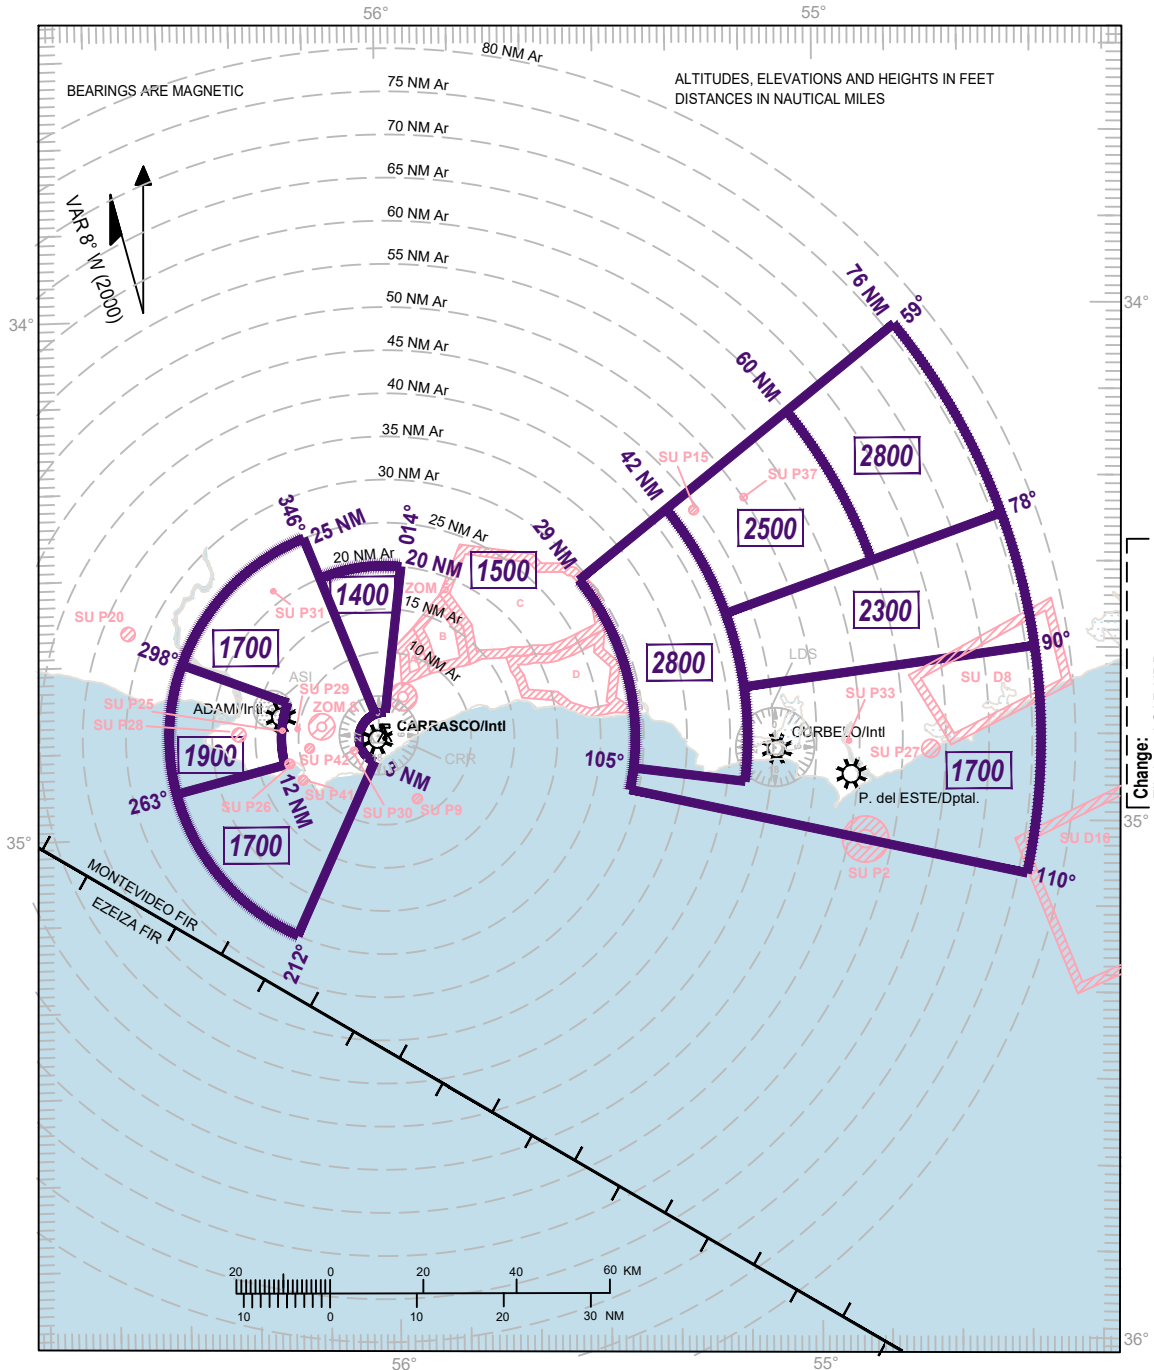 56°
55°
80 NM Ar
BEARINGS ARE MAGNETIC
75 NM Ar
ALTITUDES, ELEVATIONS AND HEIGHTS IN FEET
DISTANCES IN NAUTICAL MILES
70 NM Ar
65 NM Ar
VAR 8° W (2000)
60 NM Ar
55 NM Ar
50 NM Ar
76 NM
59°
34°
34°
45 NM Ar
60 NM
40 NM Ar
35 NM Ar
42 NM
SU P15
2800
30 NM Ar
SU P37
346°
25 NM
014°
25 NM Ar
29 NM
2500
78°
20 NM Ar
20 NM
1500
1400
ZOM
15 NM Ar
C
SU P31
SU P20
2300
1700
B
10 NM Ar
298°
2800
90°
LDS
D
ASI
SU P29
SU D8
SU P33
SU P25
ADAMI/Intl
ZOM
SU P28
CARRASCO/Intl
CURBELO/Intl
SU P27
1900
SU P42
CRR
105°
1700
Change:
263°
3 NM
SU P26
12 NM
SU P41
SU P30
SU P9
P. del ESTE/Dptal.
35°
35°
1700
SU D16
MONTEVIDEO FIR
SU P2
110°
EZEIZA FIR
212°
20 0 20 40 60 KM
10 0 10 20 30 NM
36°
56°
55°